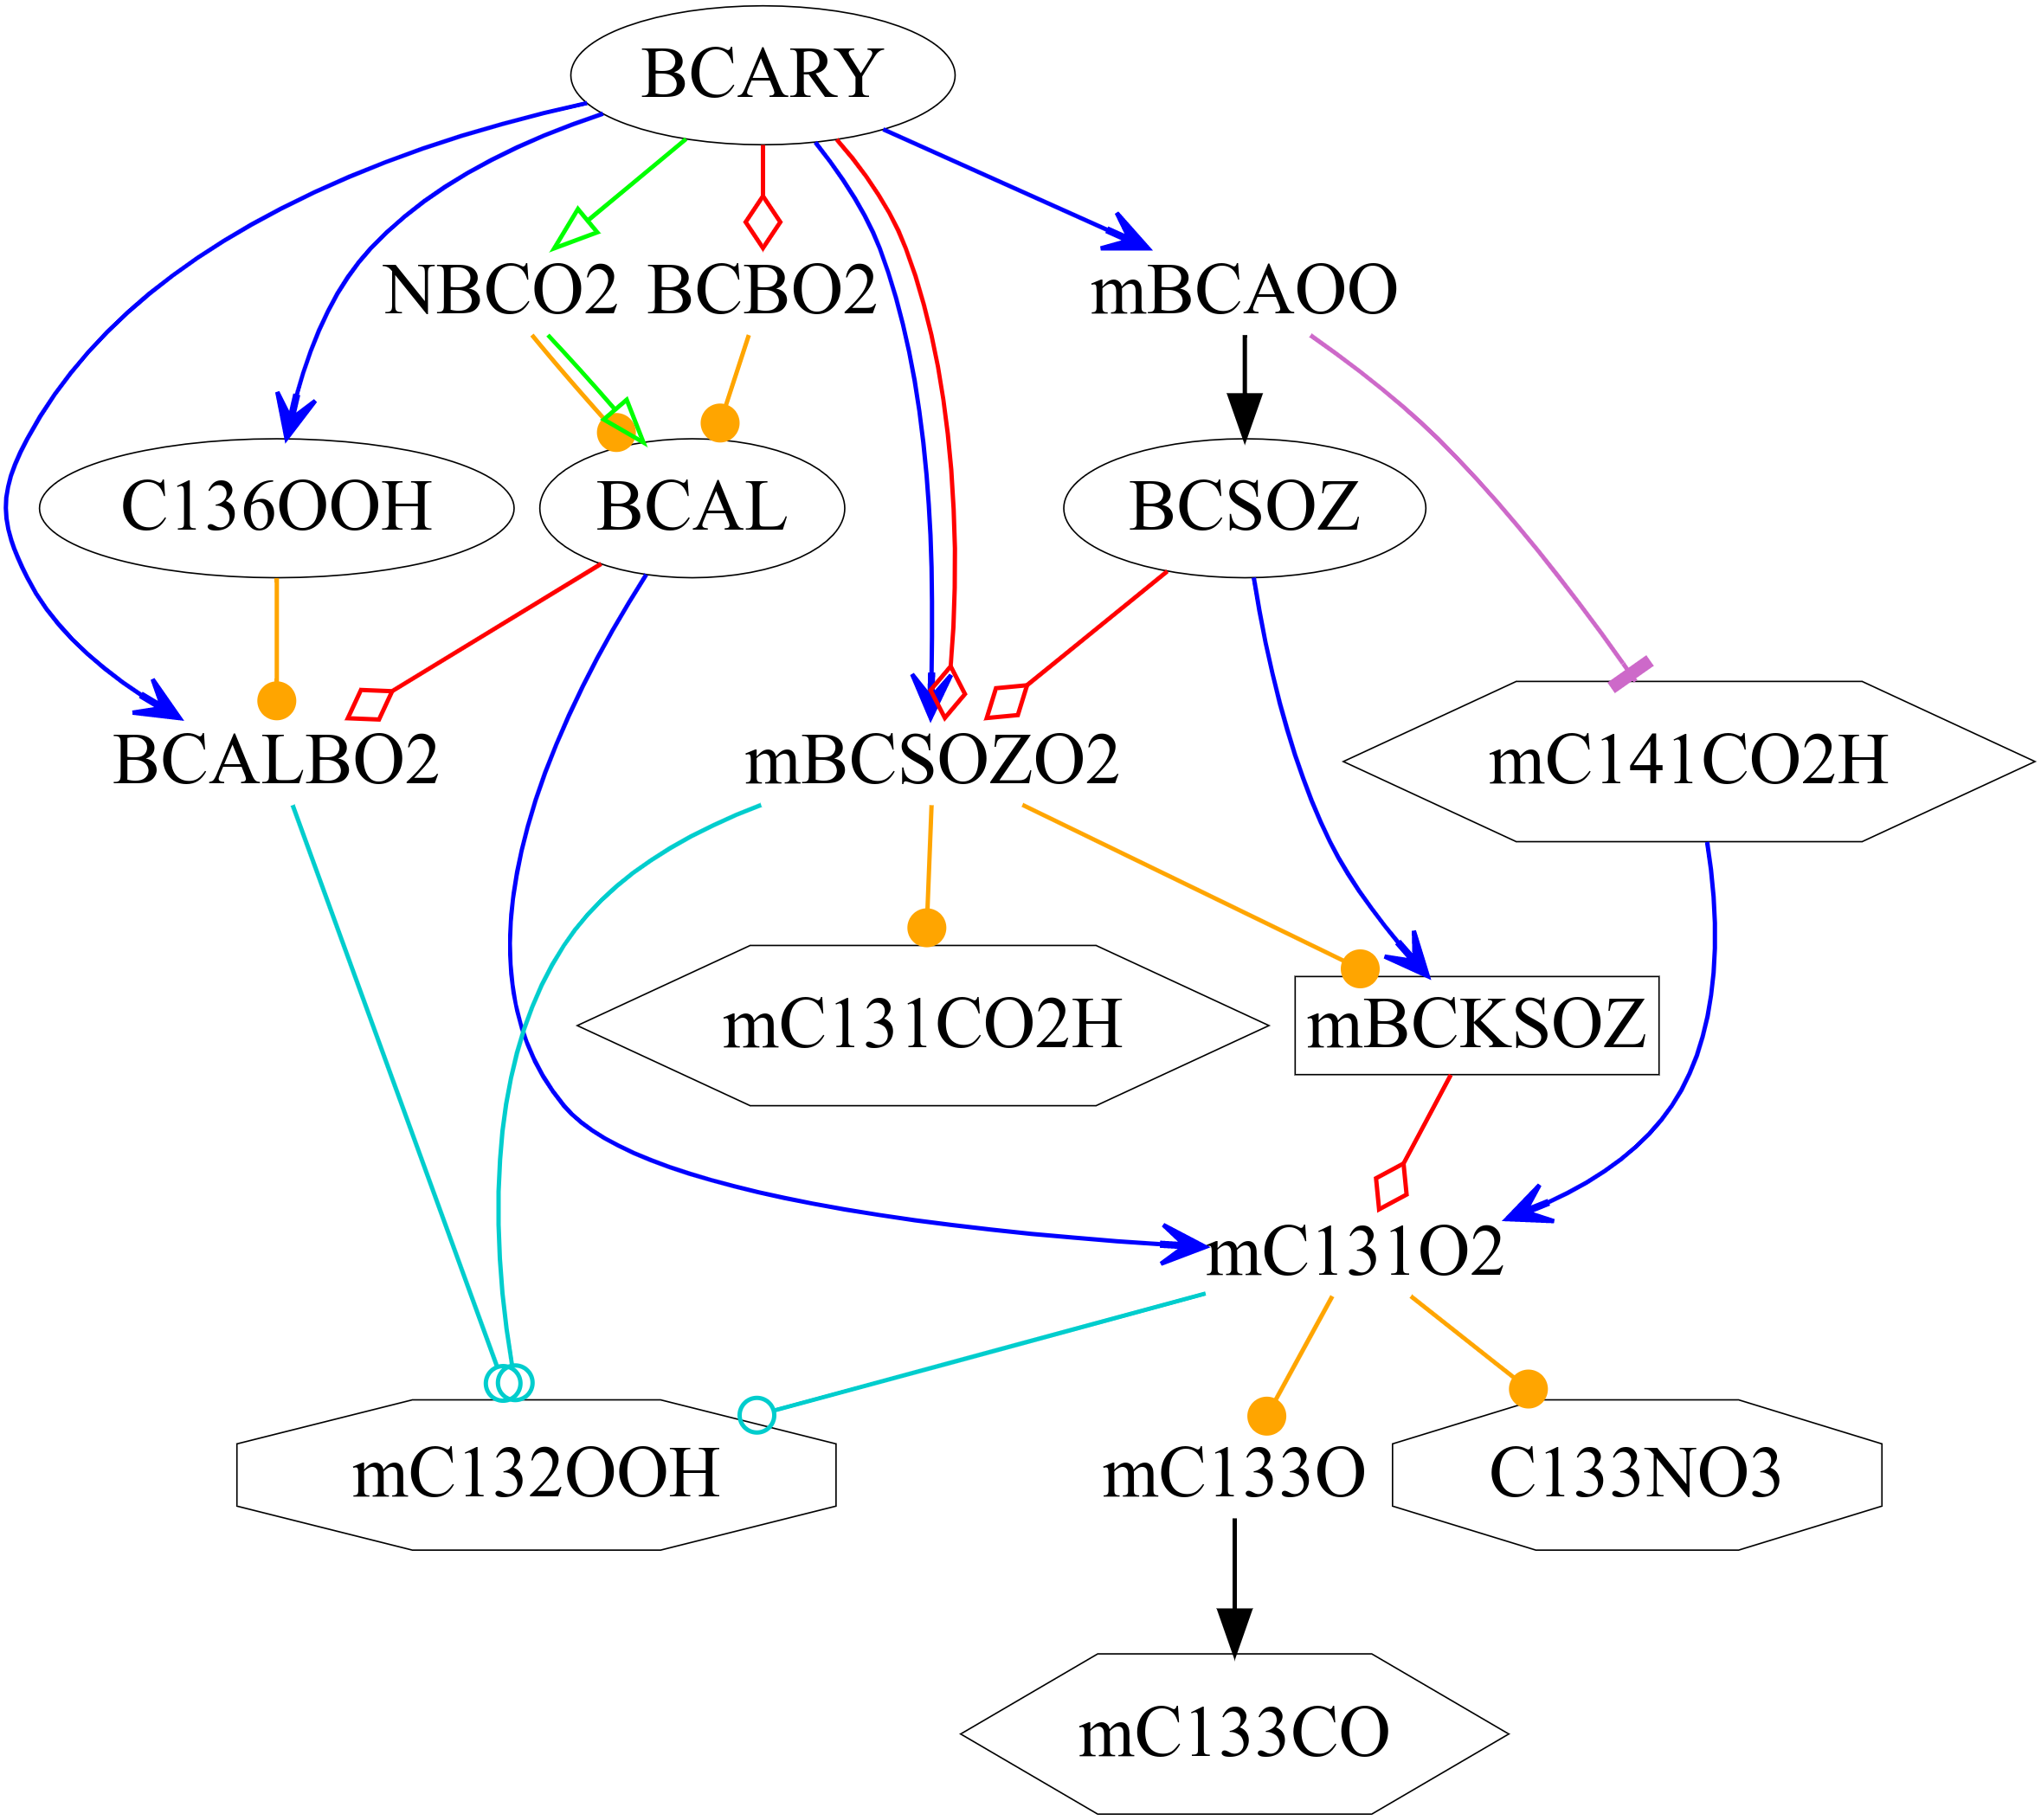 BCARY
NBCO2
BCBO2
mBCAOO
C136OOH
BCAL
BCSOZ
BCALBO2
mBCSOZO2
mC141CO2H
mC131CO2H
mBCKSOZ
mC131O2
mC132OOH
mC133O
C133NO3
mC133CO